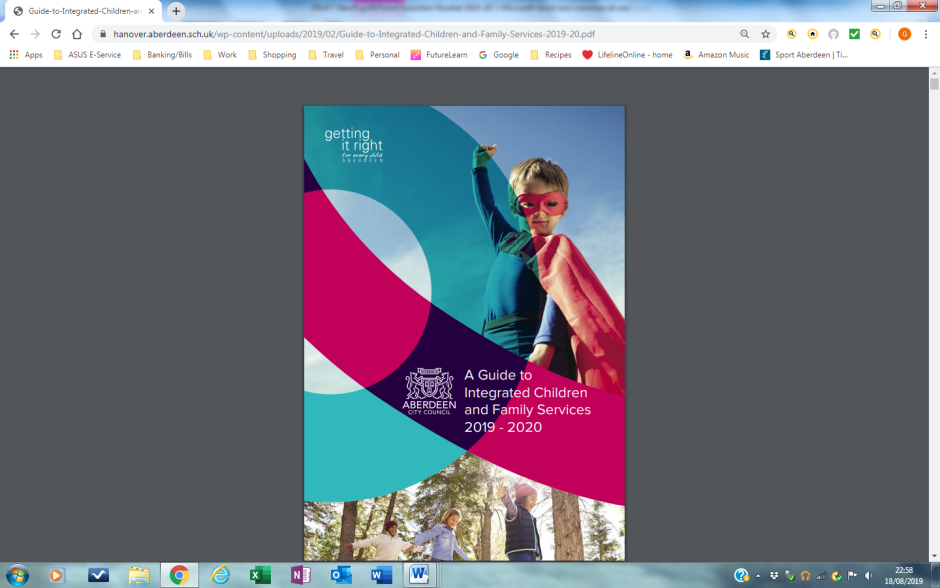 Guide-to-Integrated-Children-an
hanover.aberdeen.sch.uk/wp-content/uploads/2019/02/Guide-to-Integrated-Children-and-Family-Services-2019-20.pdf
G
Apps ASUS E-Service Banking/Bills Work Shopping Travel Personal FutureLearn Google Recipes LifelineOnline - home Amazon Music Sport Aberdeen | Ti...
getting
it right
for every child
ABERDEEN
ABERDEEN
CITY COUNCIL
A Guide to
Integrated Children
and Family Services
2019 - 2020
22:58
18/08/2019